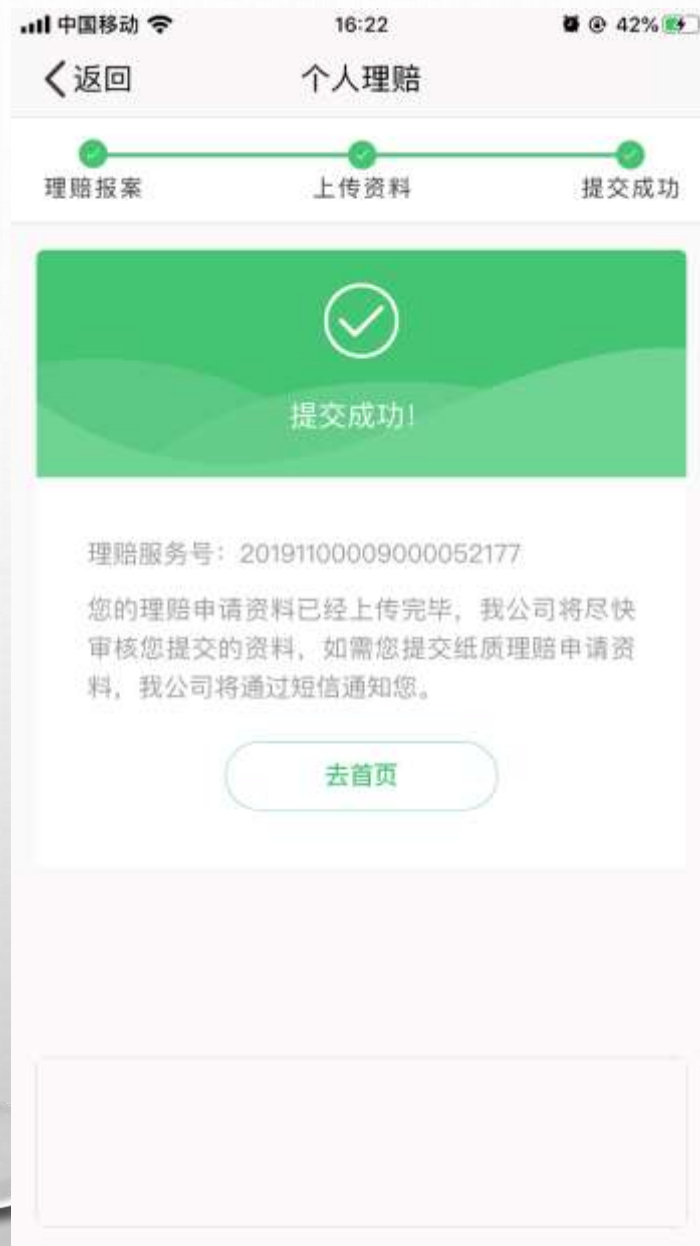 中国移动 16:22 42%
返回 个人理赔
理赔报案 上传资料 提交成功
提交成功!
理赔服务号：20191100009000052177
您的理赔申请资料已经上传完毕，我公司将尽快
审核您提交的资料，如需您提交纸质理赔申请资
料，我公司将通过短信通知您。
去首页